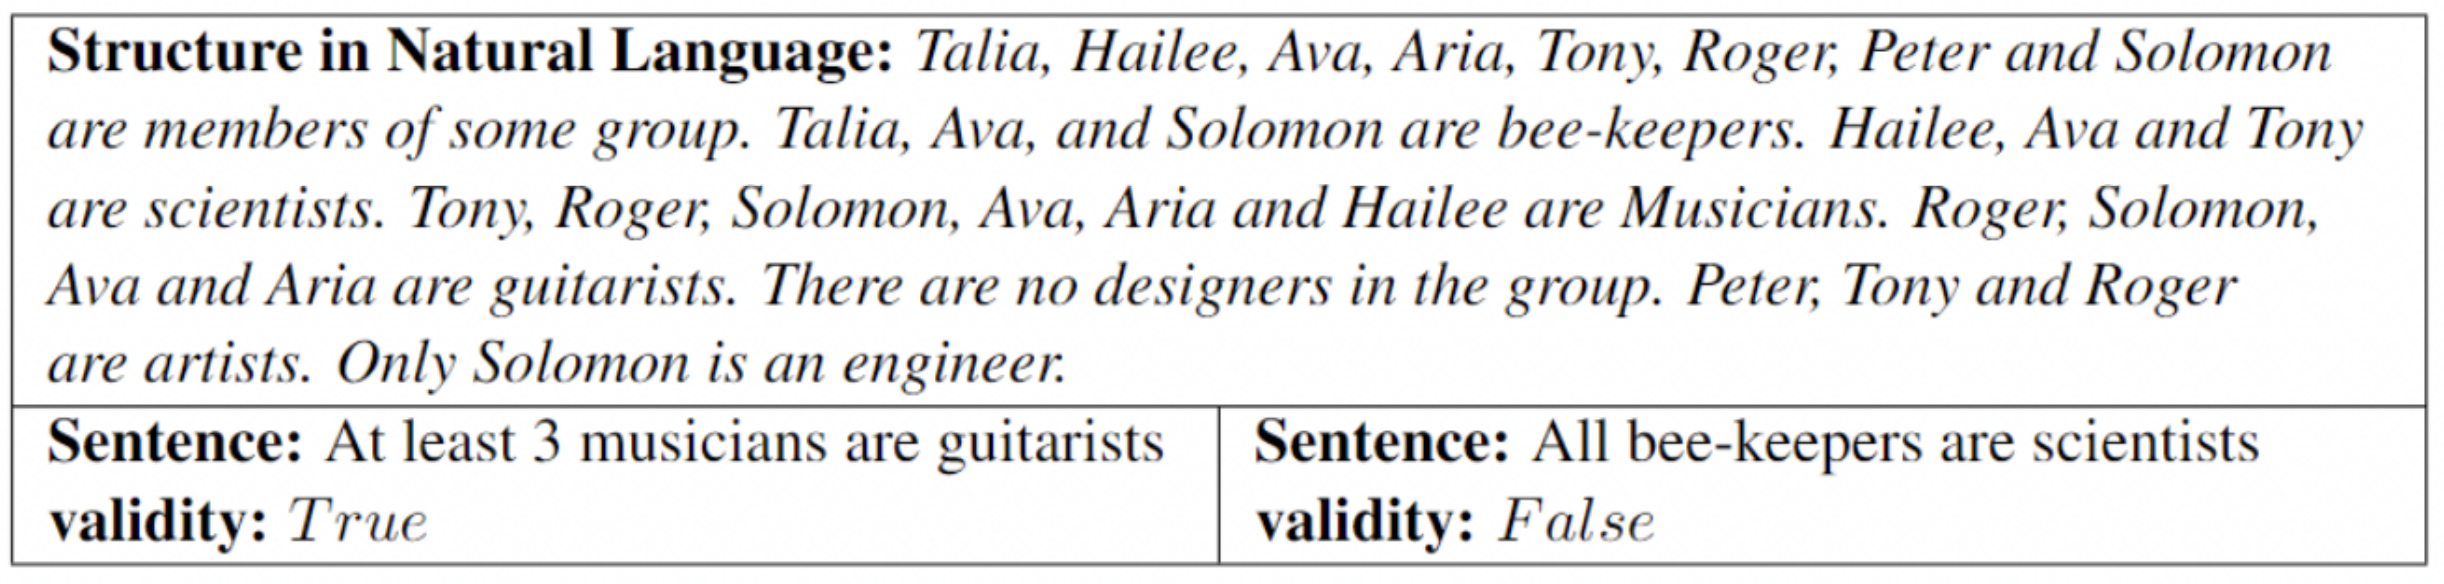 Structure in Natural Language: Talia, Hailee, Ava, Aria, Tony, Roger, Peter and Solomon
are members of some group. Talia, Ava, and Solomon are bee-keepers. Hailee, Ava and Tony
are scientists. Tony, Roger, Solomon, Ava, Aria and Hailee are Musicians. Roger, Solomon,
Ava and Aria are guitarists. There are no designers in the group. Peter, Tony and Roger
are artists. Only Solomon is an engineer.
Sentence: At least 3 musicians are guitarists
validity: True
Sentence: All bee-keepers are scientists
validity: False